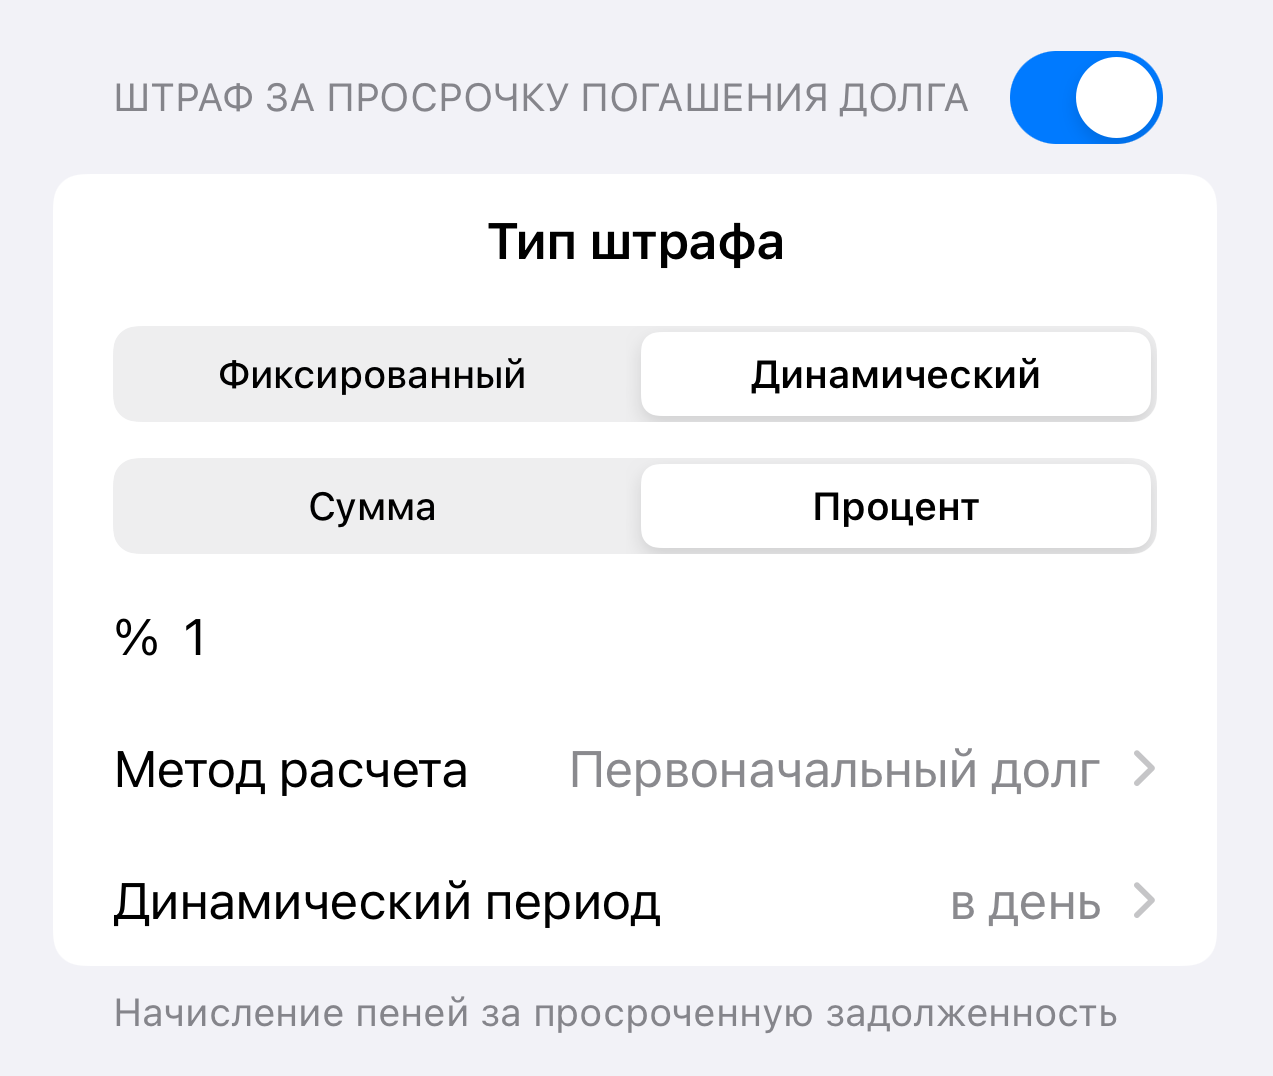 ШТРАФ ЗА ПРОСРОЧКУ ПОГАШЕНИЯ ДОЛГА
Тип штрафа
Фиксированный Динамический
Сумма Процент
% 1
Метод расчета Первоначальный долг
Динамический период в день
Начисление пеней за просроченную задолженность